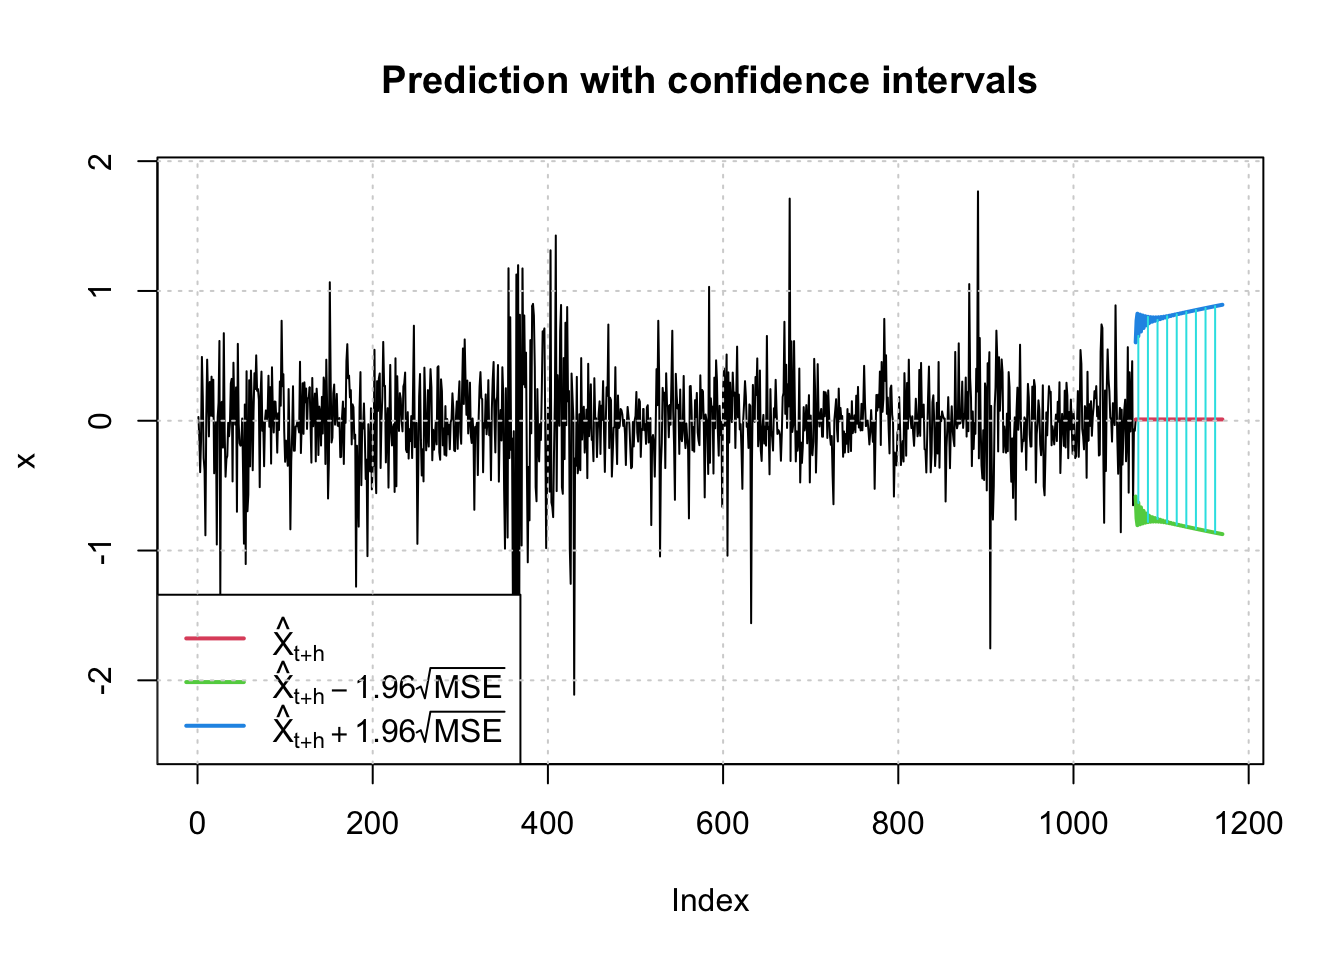 Prediction with confidence intervals
x
2
1
0
-1
-2
X̂t+h
X̂t+h − 1.96√MSE
X̂t+h + 1.96√MSE
0 200 400 600 800 1000 1200
Index